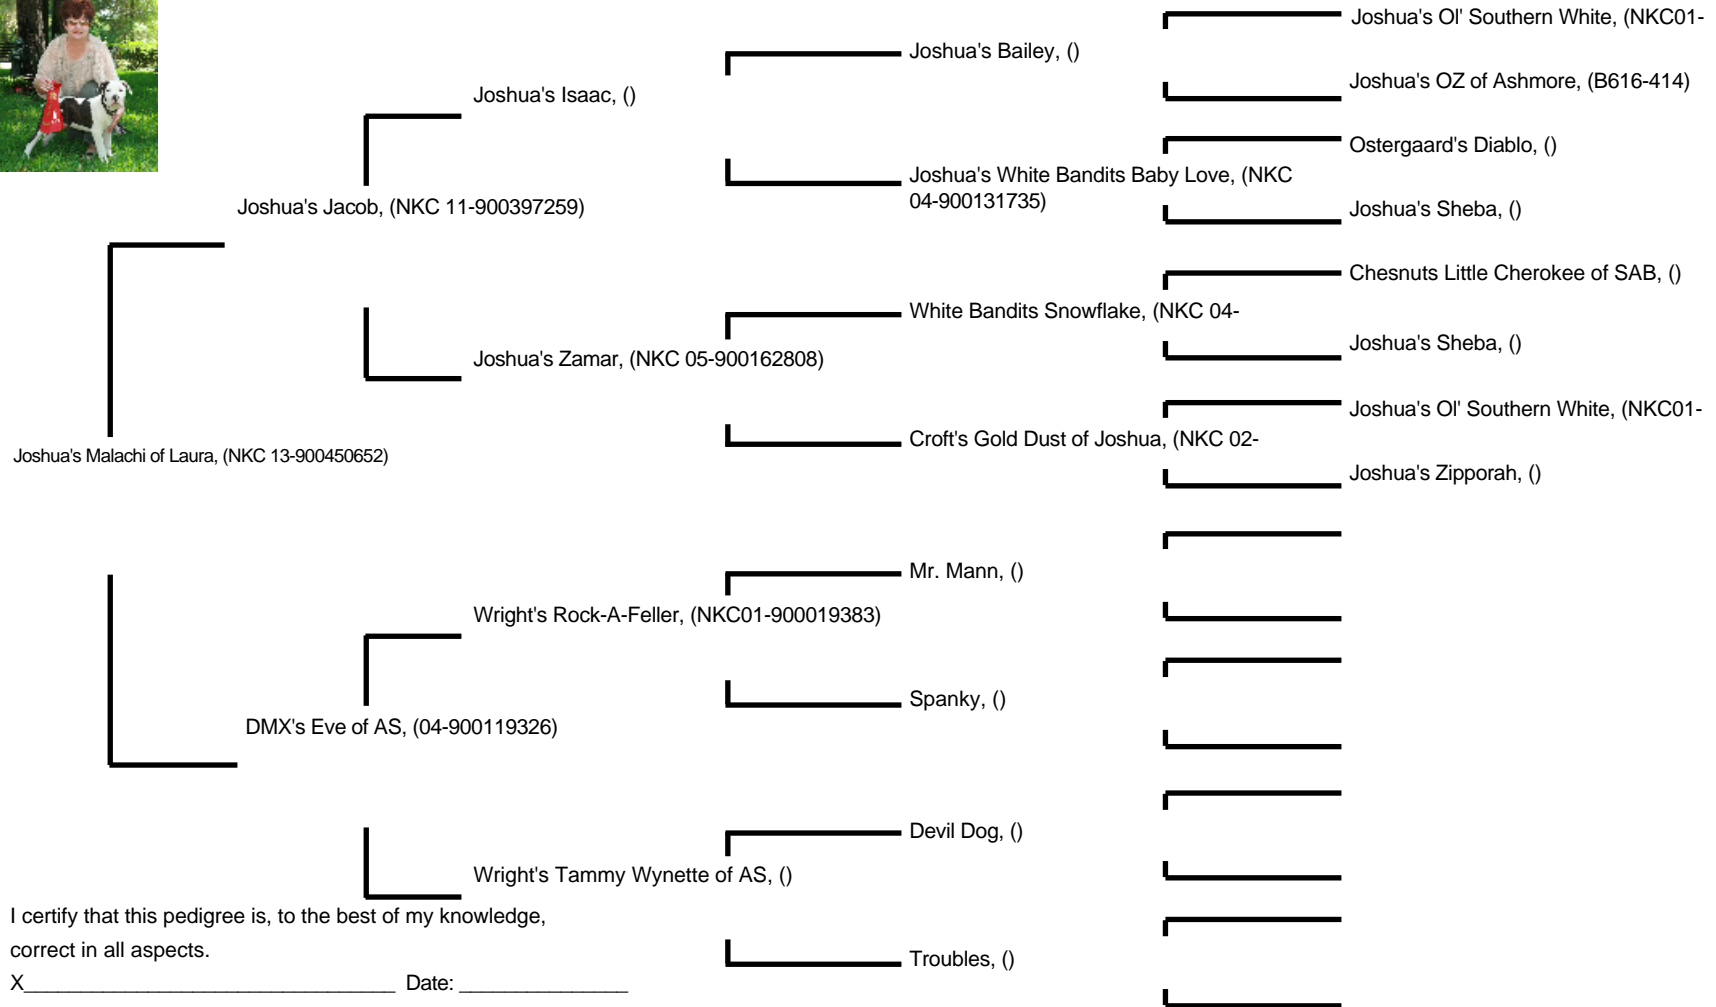 Joshua's Ol' Southern White, (NKC01-
Joshua's Bailey, ()
Joshua's OZ of Ashmore, (B616-414)
Joshua's Isaac, ()
Ostergaard's Diablo, ()
Joshua's White Bandits Baby Love, (NKC
04-900131735)
Joshua's Sheba, ()
Joshua's Jacob, (NKC 11-900397259)
Chesnuts Little Cherokee of SAB, ()
White Bandits Snowflake, (NKC 04-
Joshua's Sheba, ()
Joshua's Zamar, (NKC 05-900162808)
Joshua's Ol' Southern White, (NKC01-
Croft's Gold Dust of Joshua, (NKC 02-
Joshua's Zipporah, ()
Joshua's Malachi of Laura, (NKC 13-900450652)
Mr. Mann, ()
Wright's Rock-A-Feller, (NKC01-900019383)
Spanky, ()
DMX's Eve of AS, (04-900119326)
Devil Dog, ()
Wright's Tammy Wynette of AS, ()
Troubles, ()
I certify that this pedigree is, to the best of my knowledge,
correct in all aspects.
X__________________________________ Date: _______________